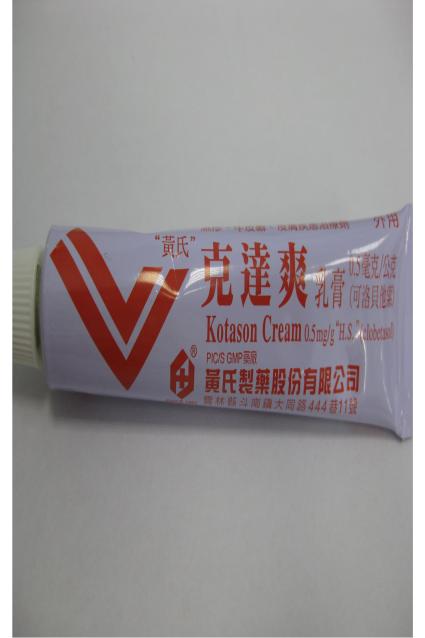 外用
"黃氏" 克達爽 乳膏 0.5毫克/公克
(可洛貝他索)
Kotason Cream 0.5mg/g "H.S." (clobetasol)
PIC/S GMP藥廠
®
黃氏製藥股份有限公司
雲林縣斗南鎮大同路444巷11號